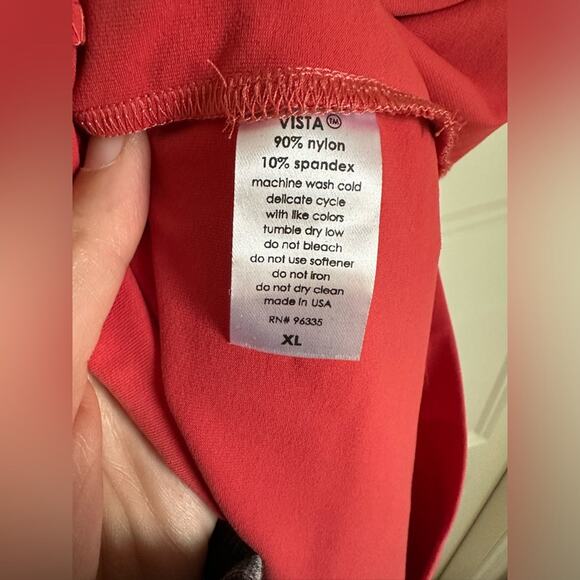 VISTA™
90% nylon
10% spandex
machine wash cold
delicate cycle
with like colors
tumble dry low
do not bleach
do not use softener
do not iron
do not dry clean
made in USA
RN# 96335
XL